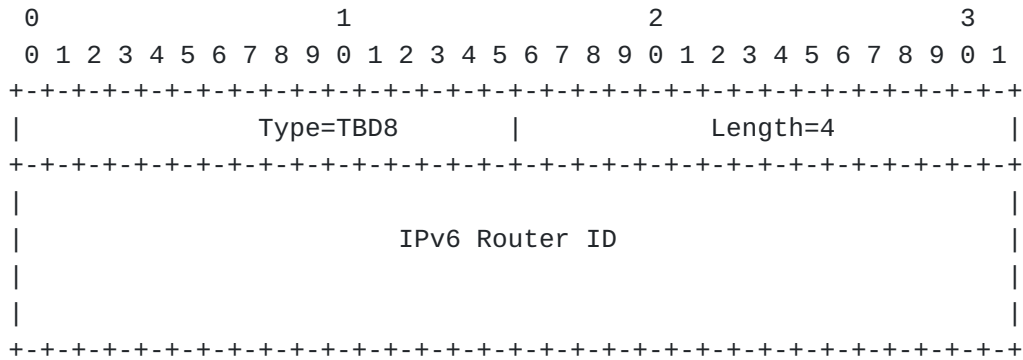 0                   1                   2                   3
 0 1 2 3 4 5 6 7 8 9 0 1 2 3 4 5 6 7 8 9 0 1 2 3 4 5 6 7 8 9 0 1
+-+-+-+-+-+-+-+-+-+-+-+-+-+-+-+-+-+-+-+-+-+-+-+-+-+-+-+-+-+-+-+-+
|               Type=TBD8       |            Length=4           |
+-+-+-+-+-+-+-+-+-+-+-+-+-+-+-+-+-+-+-+-+-+-+-+-+-+-+-+-+-+-+-+-+
|                                                               |
|                        IPv6 Router ID                         |
|                                                               |
|                                                               |
+-+-+-+-+-+-+-+-+-+-+-+-+-+-+-+-+-+-+-+-+-+-+-+-+-+-+-+-+-+-+-+-+